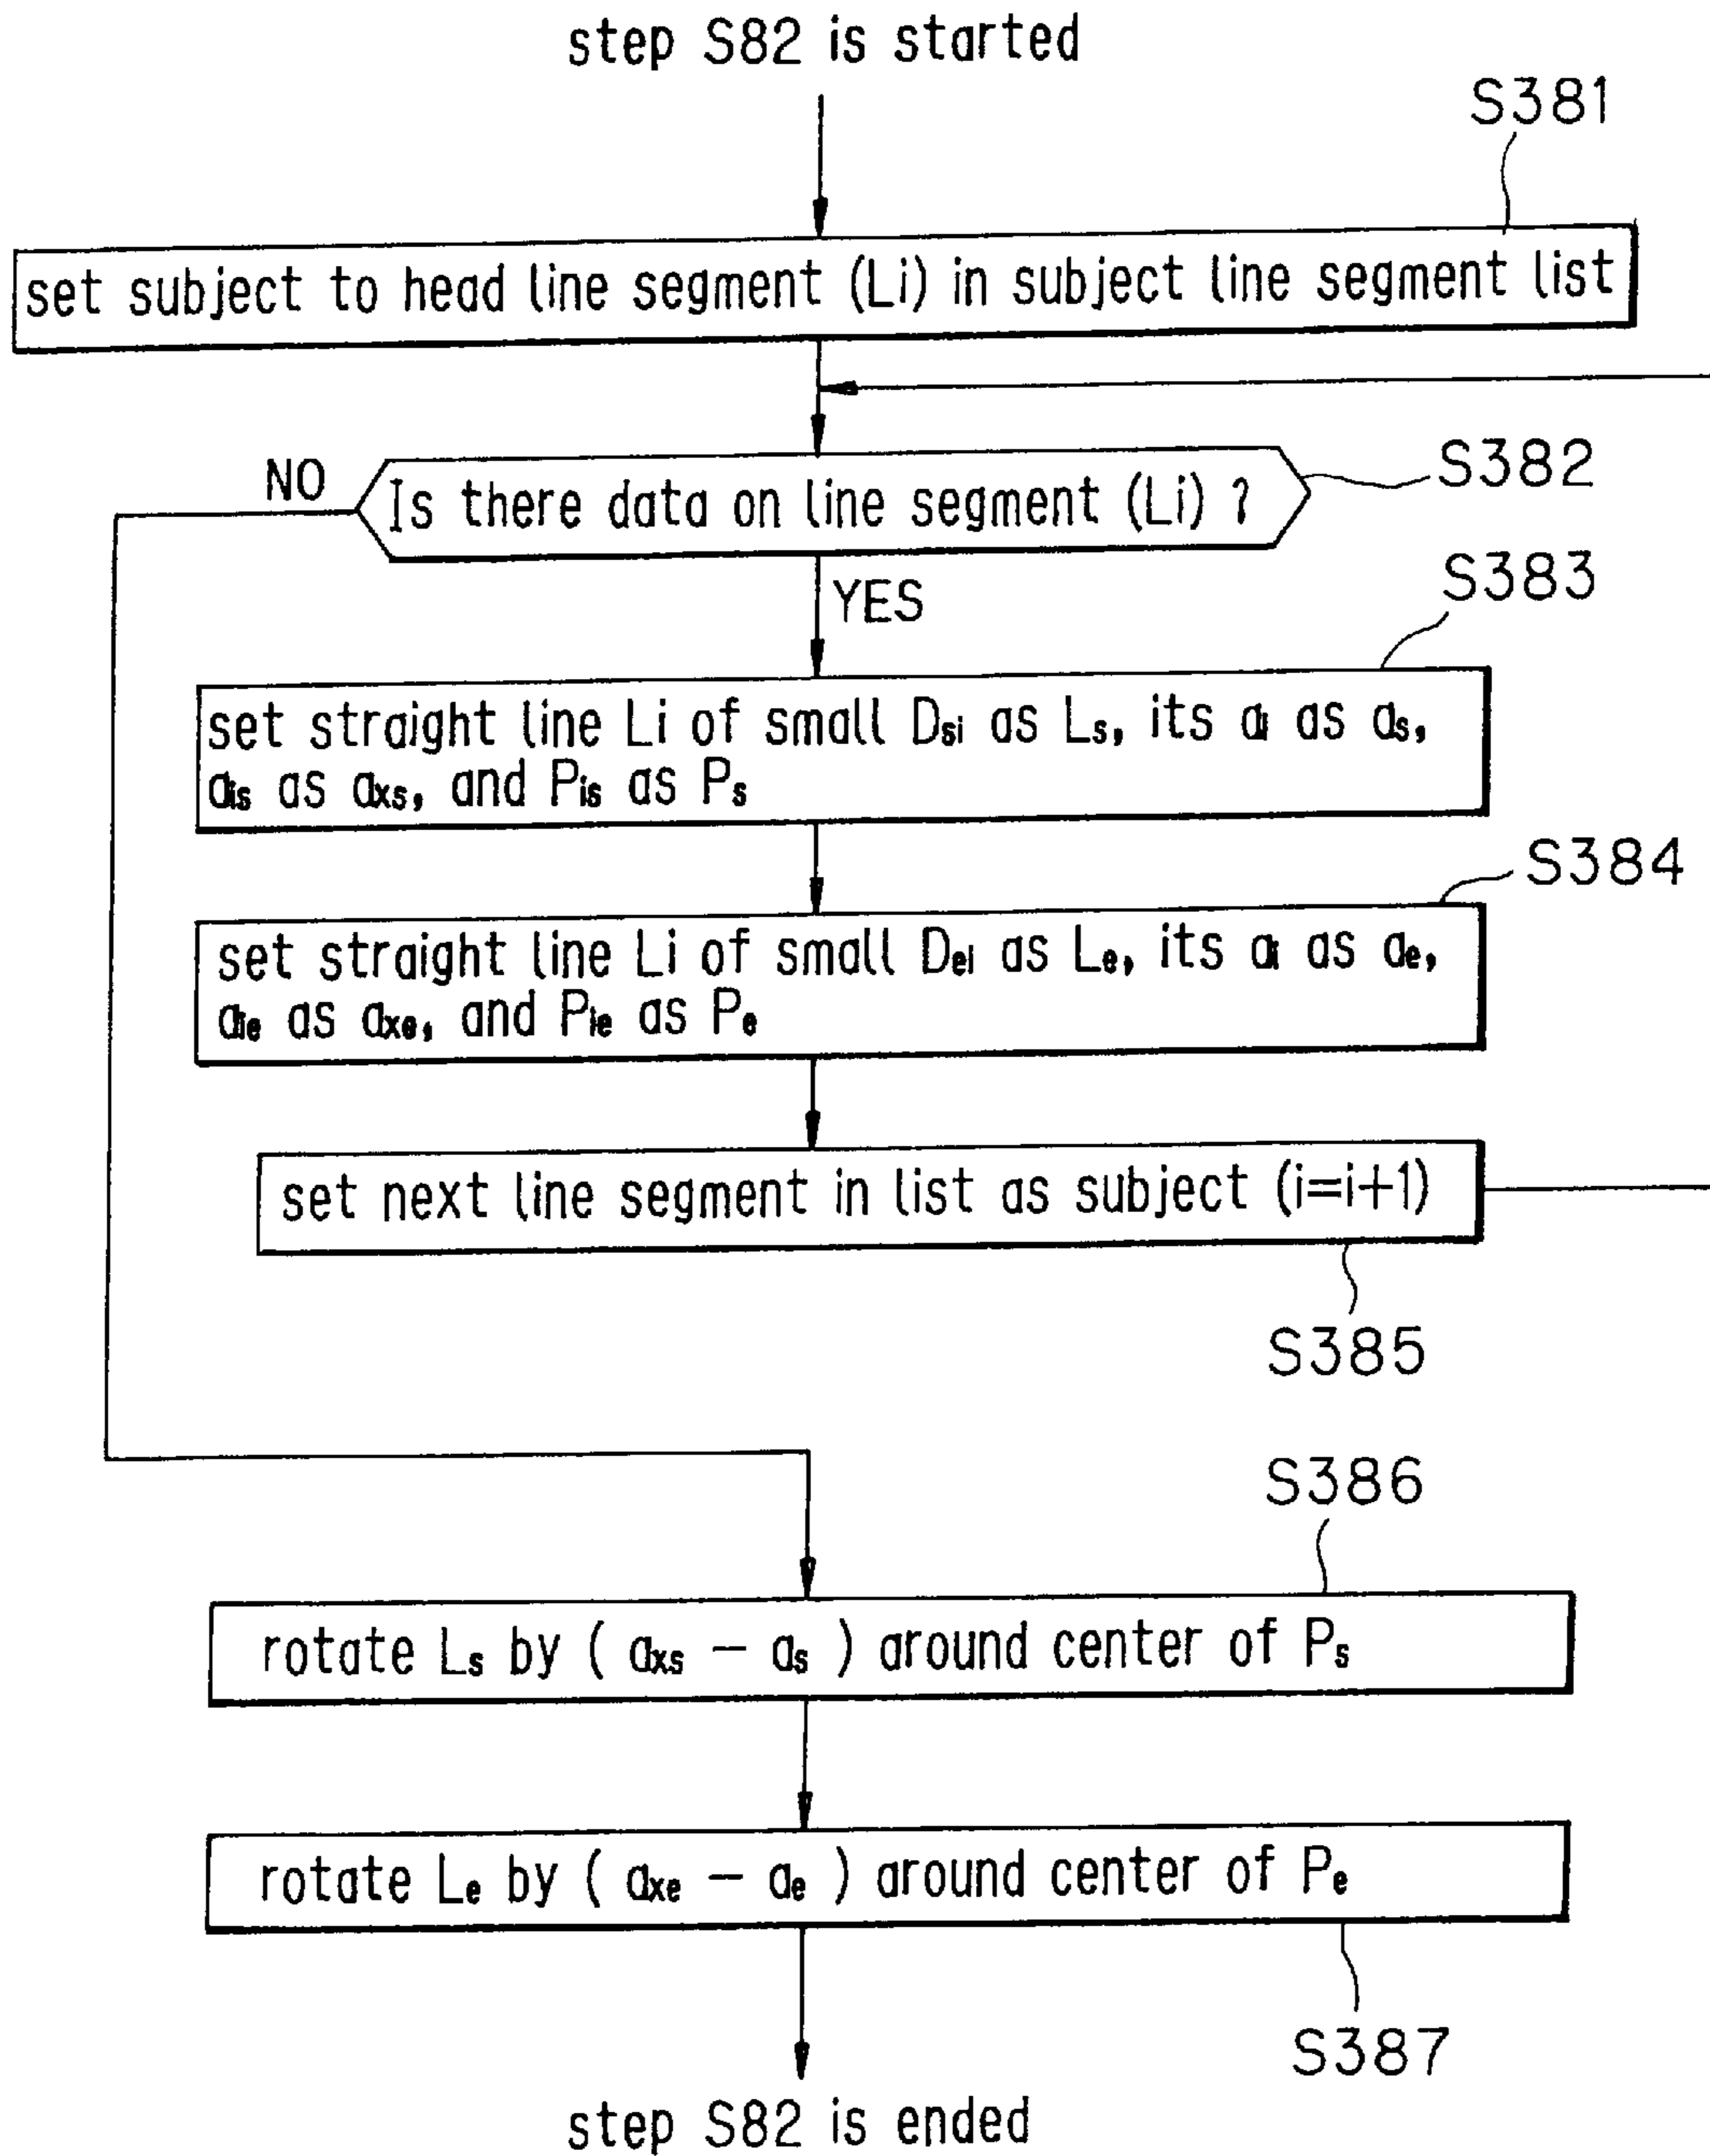 step S82 is started
S381
set subject to head line segment (Li) in subject line segment list
S382
NO
Is there data on line segment (Li) ?
S383
YES
set straight line Li of small Dsi as Ls, its ai as as,
ais as axs, and Pis as Ps
S384
set straight line Li of small Dei as Le, its ai as ae,
aie as axe, and Pie as Pe
set next line segment in list as subject (i=i+1)
S385
S386
rotate Ls by ( axs − as ) around center of Ps
rotate Le by ( axe − ae ) around center of Pe
S387
step S82 is ended